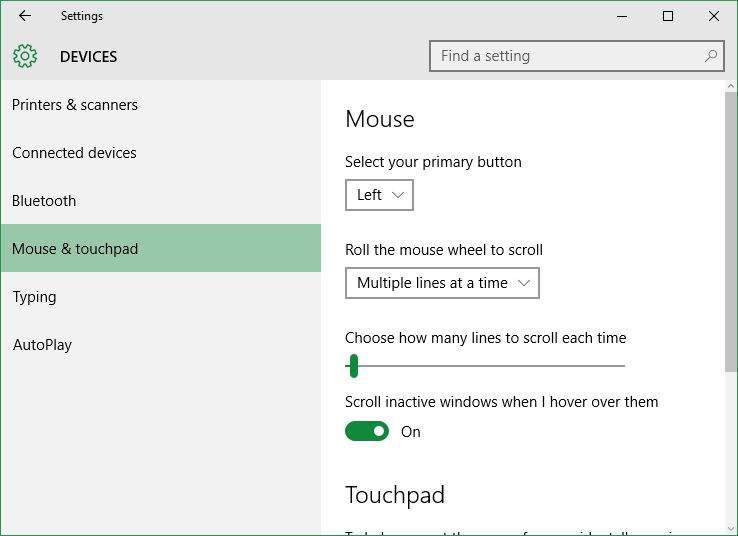 Settings
DEVICES
Find a setting
Printers & scanners
Connected devices
Bluetooth
Mouse & touchpad
Typing
AutoPlay
Mouse
Select your primary button
Left
Roll the mouse wheel to scroll
Multiple lines at a time
Choose how many lines to scroll each time
Scroll inactive windows when I hover over them
On
Touchpad